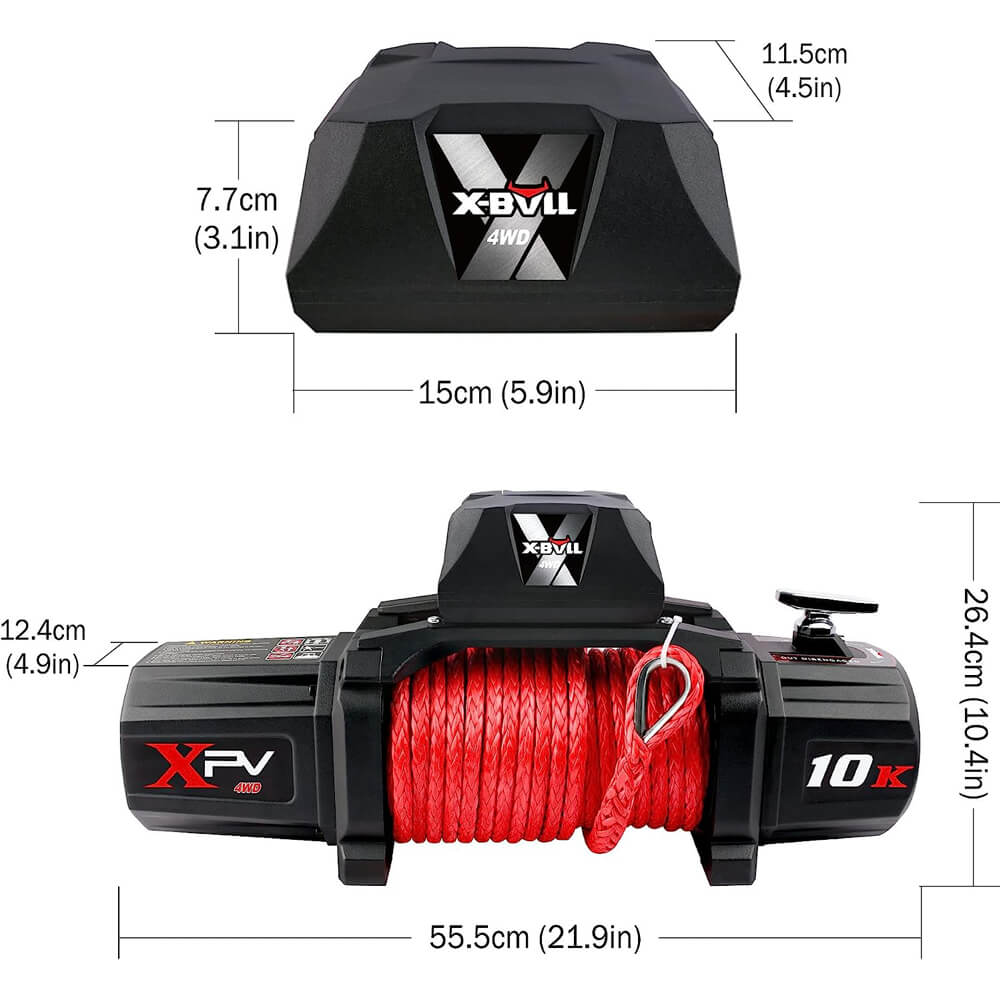 11.5cm
(4.5in)
7.7cm
(3.1in)
X-BULL
4WD
15cm (5.9in)
X-BULL
4WD
12.4cm
(4.9in)
WARNING
26.4cm (10.4in)
XPV
4WD
10K
55.5cm (21.9in)